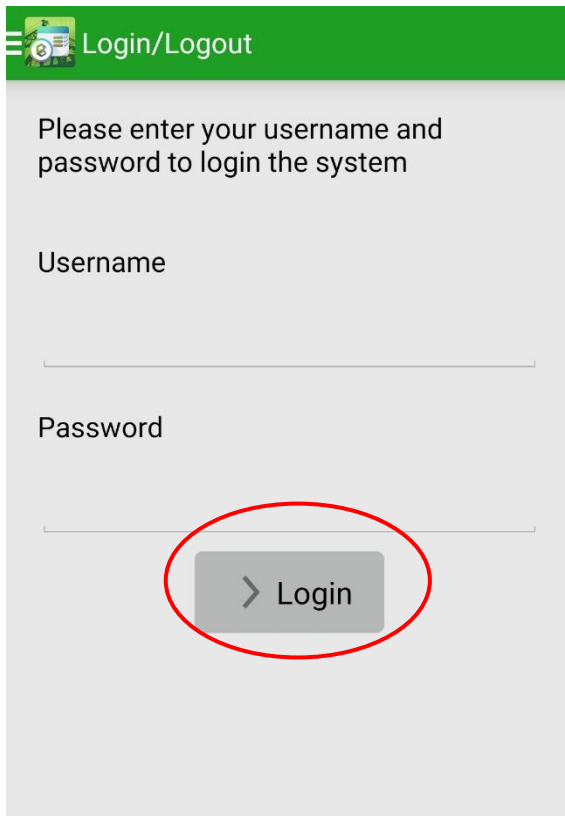 Login/Logout
Please enter your username and
password to login the system
Username
Password
Login